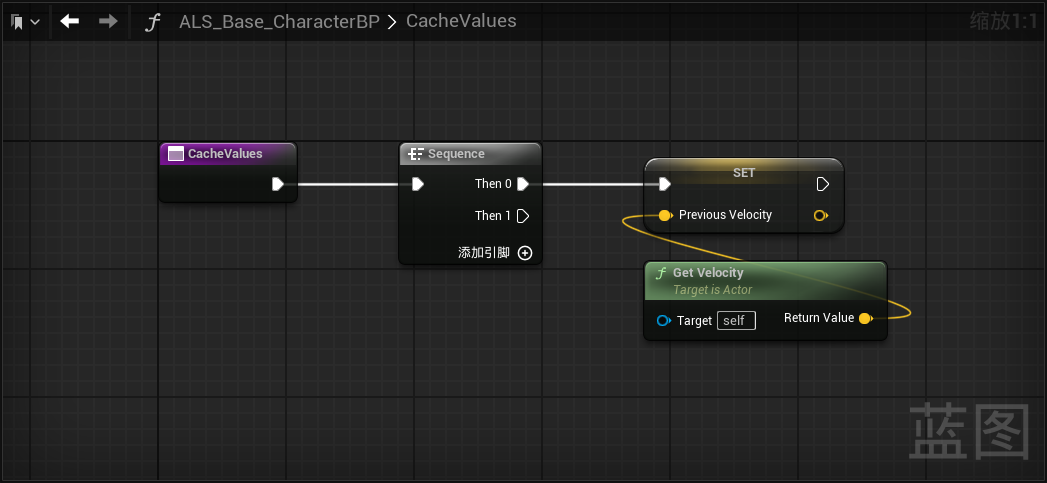 ALS_Base_CharacterBP > CacheValues
缩放1:1
CacheValues
Sequence
Then 0
Then 1
添加引脚
SET
Previous Velocity
Get Velocity
Target is Actor
Target self
Return Value
蓝图